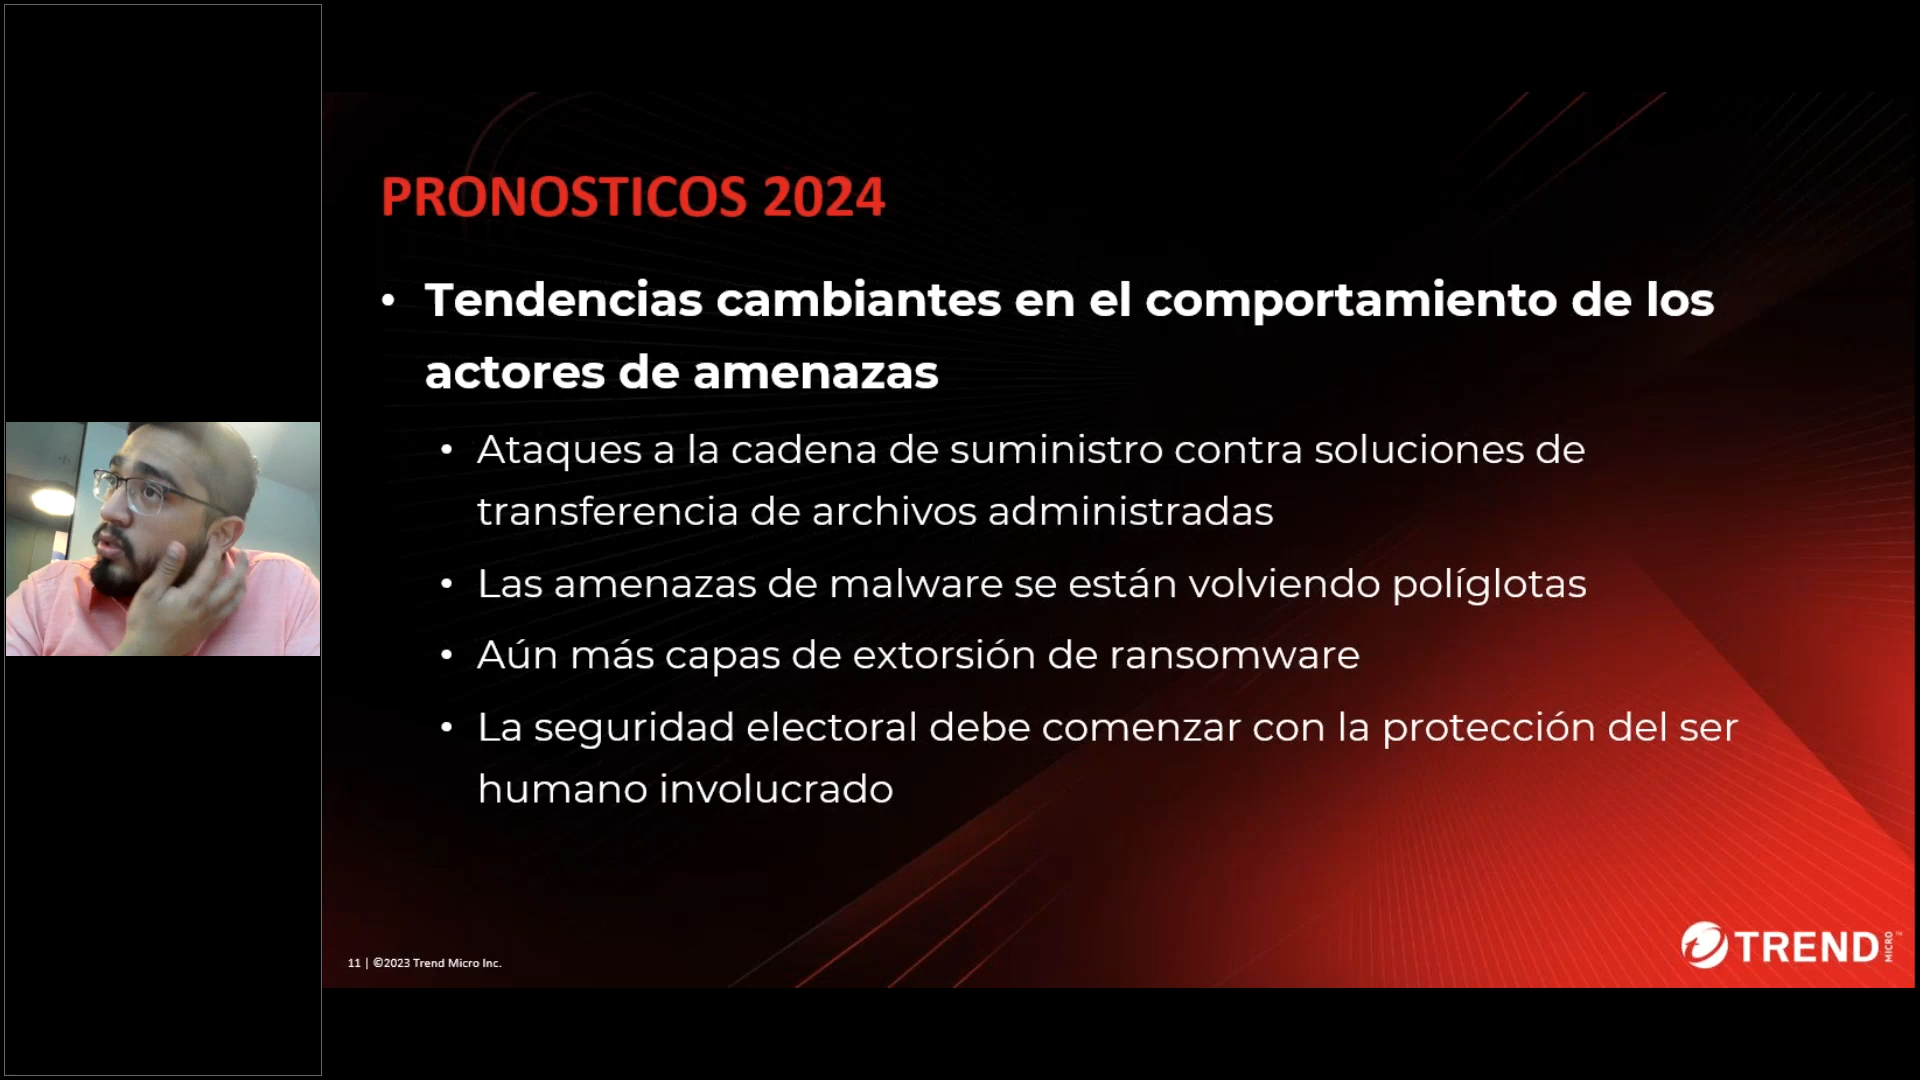 PRONOSTICOS 2024
• Tendencias cambiantes en el comportamiento de los
actores de amenazas
• Ataques a la cadena de suministro contra soluciones de
transferencia de archivos administradas
• Las amenazas de malware se están volviendo políglotas
• Aún más capas de extorsión de ransomware
• La seguridad electoral debe comenzar con la protección del ser
humano involucrado
11 | ©2023 Trend Micro Inc.
TREND MICRO™